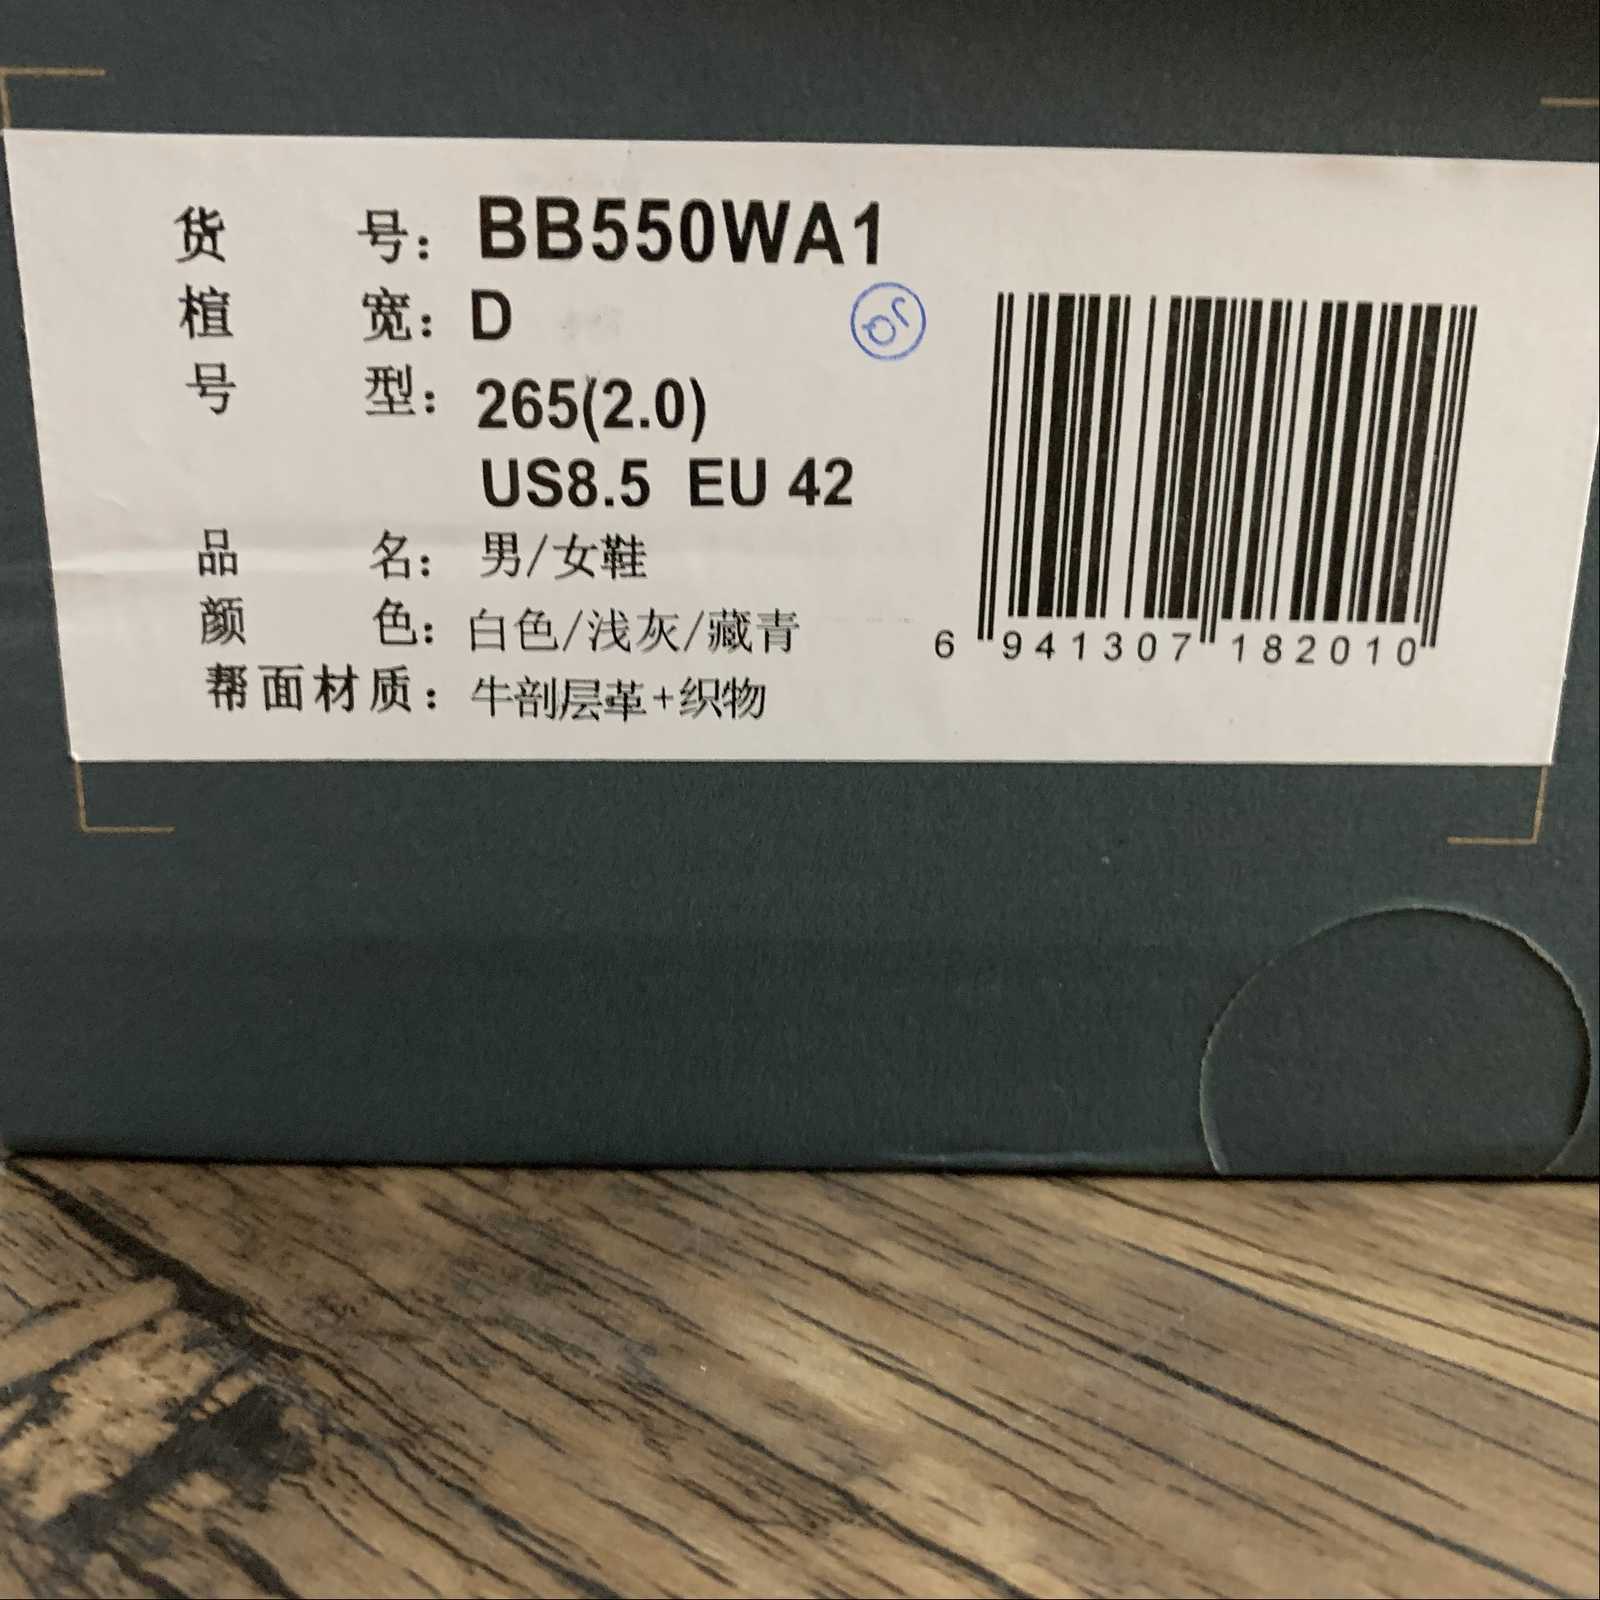 货号：BB550WA1
楦宽：D
号型：265(2.0)
US8.5 EU 42
品名：男/女鞋
颜色：白色/浅灰/藏青
帮面材质：牛剖层革+织物
6 941307 182010